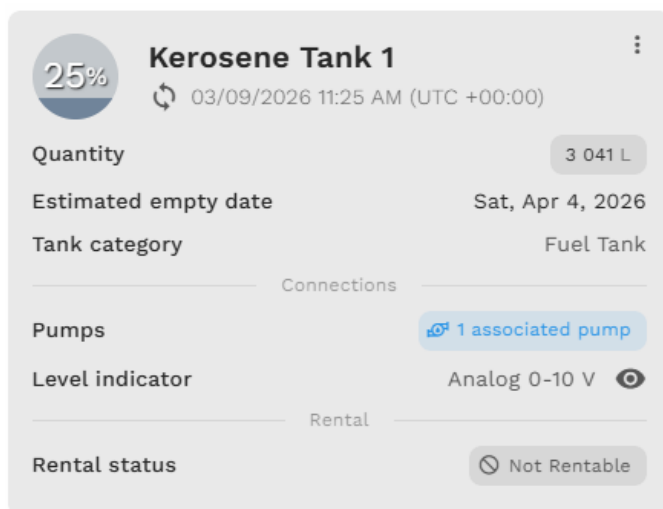 25%
Kerosene Tank 1
03/09/2026 11:25 AM (UTC +00:00)
Quantity 3 041 L
Estimated empty date Sat, Apr 4, 2026
Tank category Fuel Tank
Connections
Pumps 1 associated pump
Level indicator Analog 0-10 V
Rental
Rental status Not Rentable